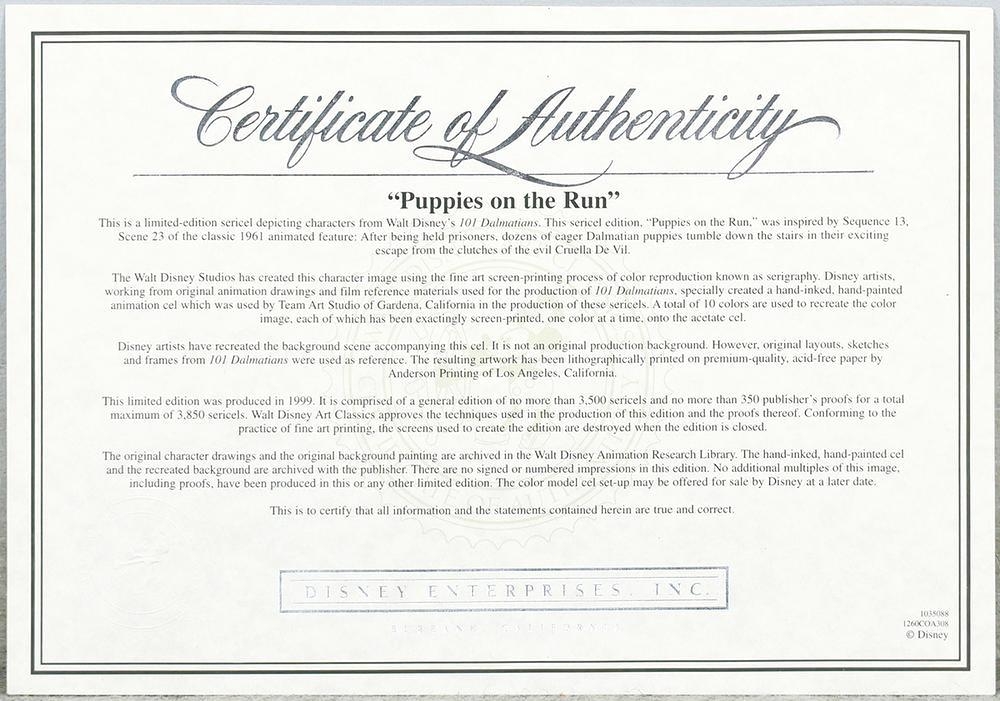 Certificate of Authenticity
“Puppies on the Run”
This is a limited-edition sericel depicting characters from Walt Disney’s 101 Dalmatians. This sericel edition, “Puppies on the Run,” was inspired by Sequence 13,
Scene 23 of the classic 1961 animated feature: After being held prisoners, dozens of eager Dalmatian puppies tumble down the stairs in their exciting
escape from the clutches of the evil Cruella De Vil.
The Walt Disney Studios has created this character image using the fine art screen-printing process of color reproduction known as serigraphy. Disney artists,
working from original animation drawings and film reference materials used for the production of 101 Dalmatians, specially created a hand-inked, hand-painted
animation cel which was used by Team Art Studio of Gardena, California in the production of these sericels. A total of 10 colors are used to recreate the color
image, each of which has been exactingly screen-printed, one color at a time, onto the acetate cel.
Disney artists have recreated the background scene accompanying this cel. It is not an original production background. However, original layouts, sketches
and frames from 101 Dalmatians were used as reference. The resulting artwork has been lithographically printed on premium-quality, acid-free paper by
Anderson Printing of Los Angeles, California.
This limited edition was produced in 1999. It is comprised of a general edition of no more than 3,500 sericels and no more than 350 publisher’s proofs for a total
maximum of 3,850 sericels. Walt Disney Art Classics approves the techniques used in the production of this edition and the proofs thereof. Conforming to the
practice of fine art printing, the screens used to create the edition are destroyed when the edition is closed.
The original character drawings and the original background painting are archived in the Walt Disney Animation Research Library. The hand-inked, hand-painted cel
and the recreated background are archived with the publisher. There are no signed or numbered impressions in this edition. No additional multiples of this image,
including proofs, have been produced in this or any other limited edition. The color model cel set-up may be offered for sale by Disney at a later date.
This is to certify that all information and the statements contained herein are true and correct.
DISNEY ENTERPRISES, INC.
BURBANK, CALIFORNIA
1035088
1260COA308
© Disney